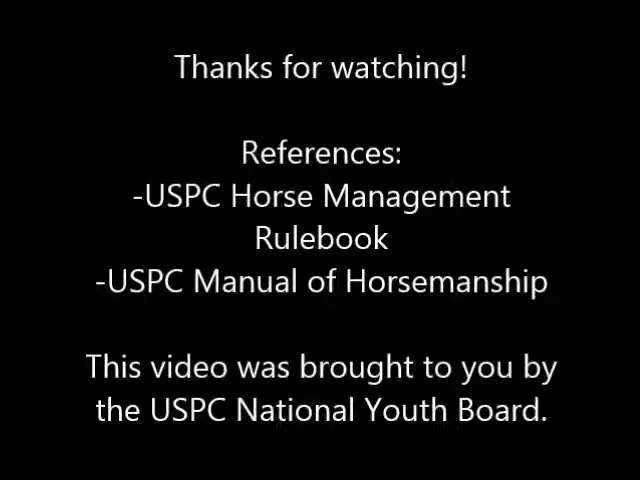 Thanks for watching!
References:
-USPC Horse Management
Rulebook
-USPC Manual of Horsemanship
This video was brought to you by
the USPC National Youth Board.